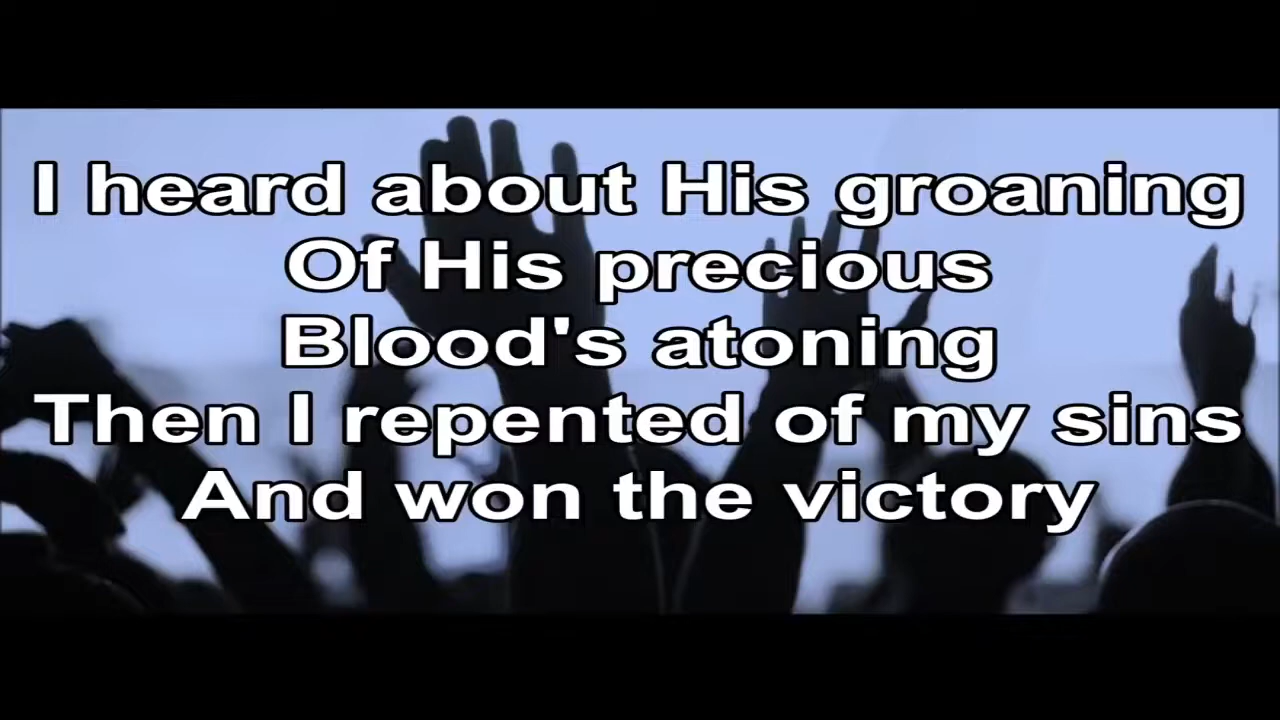 I heard about His groaning
Of His precious
Blood's atoning
Then I repented of my sins
And won the victory